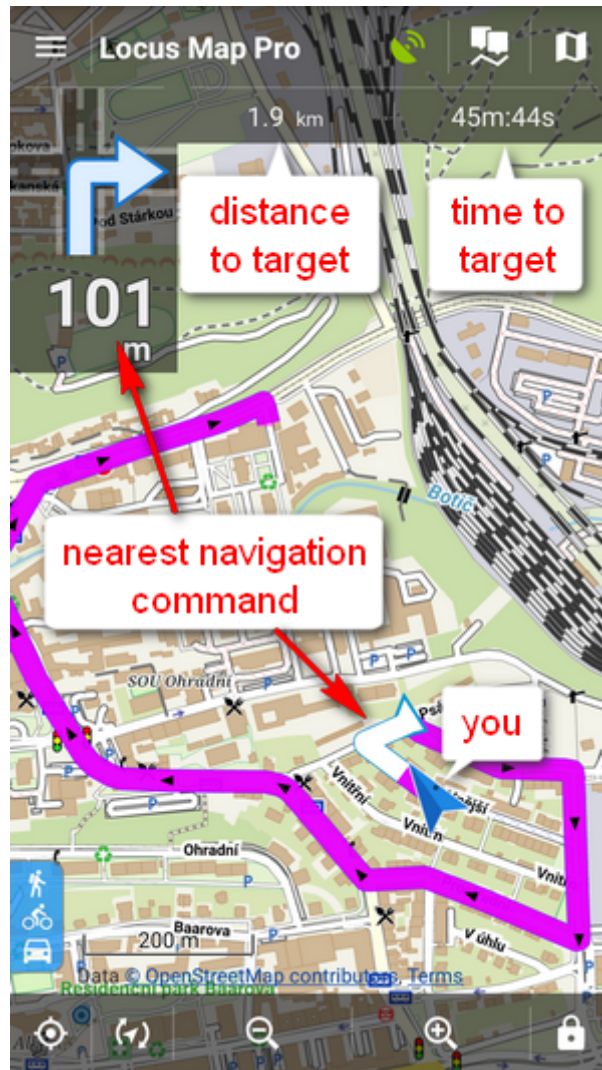 Locus Map Pro
1.9 km
45m:44s
distance
to target
time to
target
od Stárkou
101
m
P
P
P
Botič
nearest navigation
command
SOU Ohradní
P
P
P
you
Vnitřní
Ohradní
P
V úhlu
Baarova
200 m
Data © OpenStreetMap contributors, Terms
Residenční park Baarova